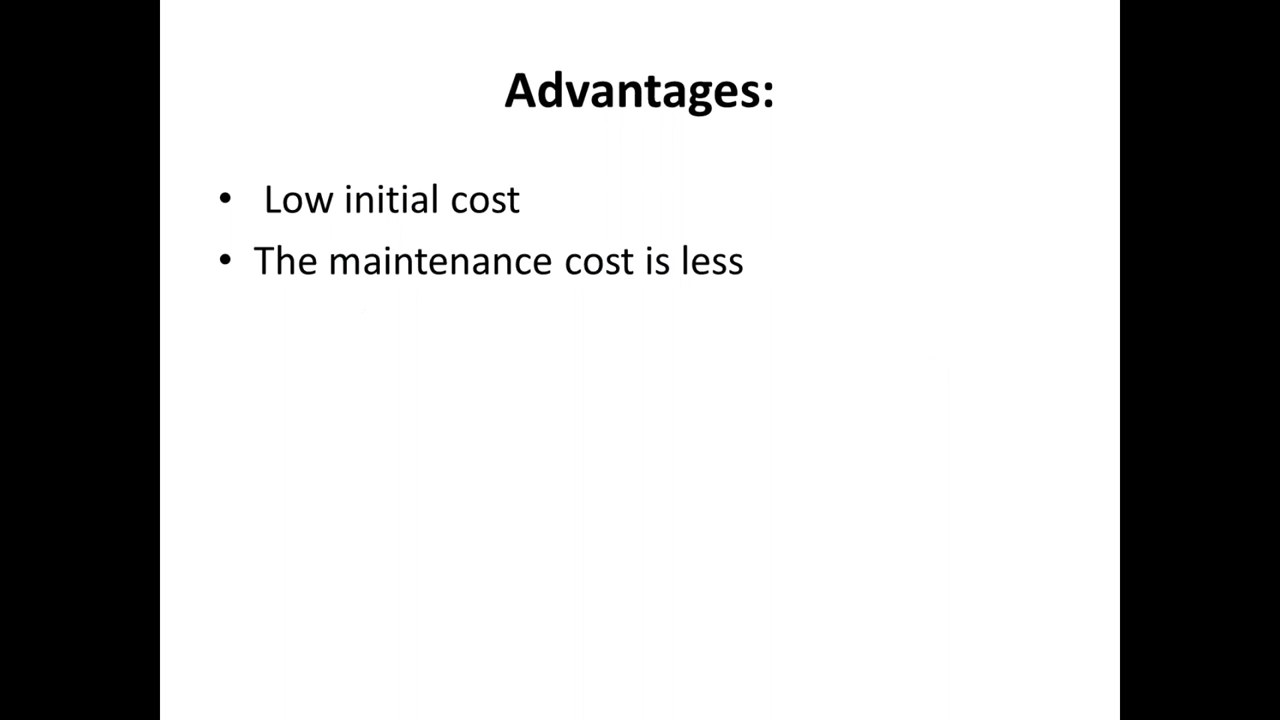 Advantages:
• Low initial cost
• The maintenance cost is less